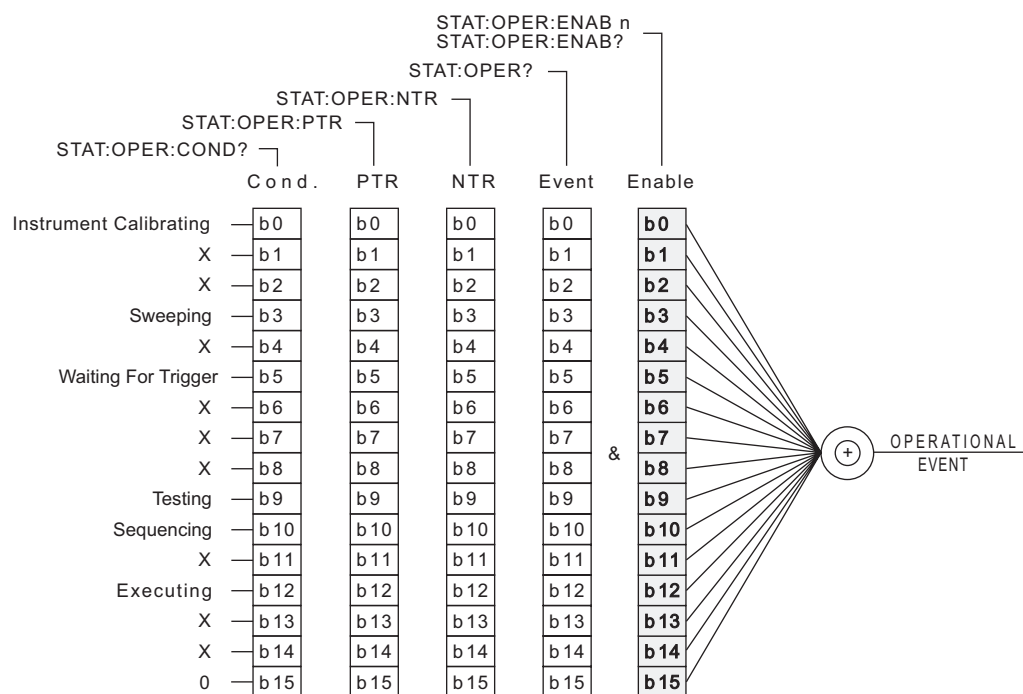 STAT:OPER:ENAB n
STAT:OPER:ENAB?
STAT:OPER?
STAT:OPER:NTR
STAT:OPER:PTR
STAT:OPER:COND?
Cond. PTR NTR Event Enable
Instrument Calibrating b0 b0 b0 b0 b0
X b1 b1 b1 b1 b1
X b2 b2 b2 b2 b2
Sweeping b3 b3 b3 b3 b3
X b4 b4 b4 b4 b4
Waiting For Trigger b5 b5 b5 b5 b5
X b6 b6 b6 b6 b6
X b7 b7 b7 b7 b7
&
X b8 b8 b8 b8 b8
OPERATIONAL
EVENT
+
Testing b9 b9 b9 b9 b9
Sequencing b10 b10 b10 b10 b10
X b11 b11 b11 b11 b11
Executing b12 b12 b12 b12 b12
X b13 b13 b13 b13 b13
X b14 b14 b14 b14 b14
0 b15 b15 b15 b15 b15